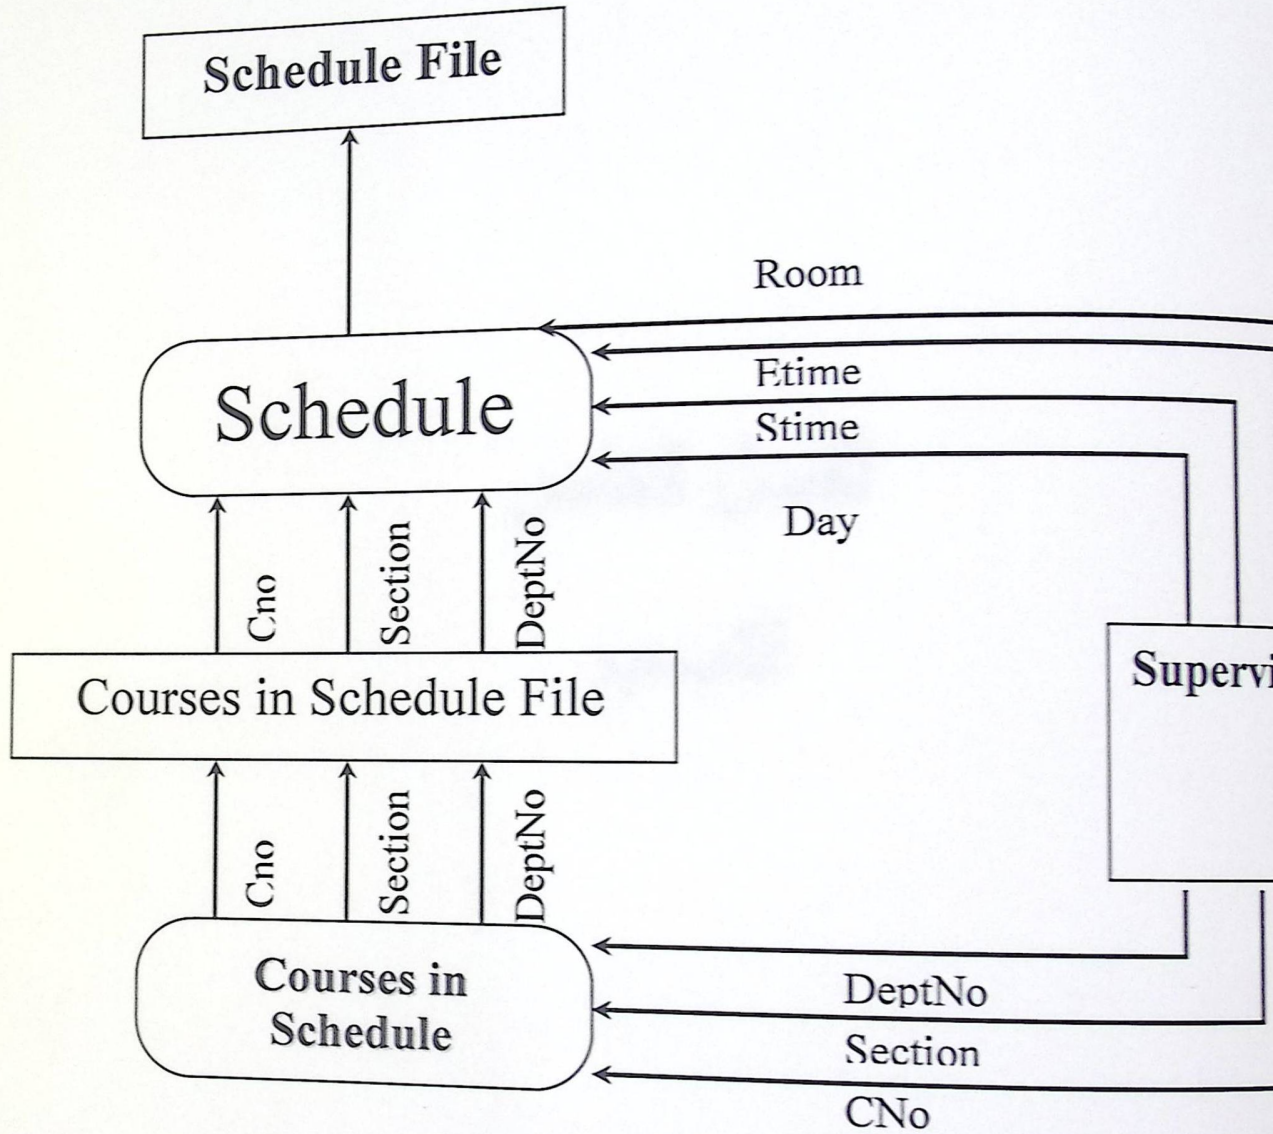 Schedule File
Room
Etime
Schedule
Stime
Day
Cno
Section
DeptNo
Courses in Schedule File
Supervi
Cno
Section
DeptNo
Courses in
Schedule
DeptNo
Section
CNo